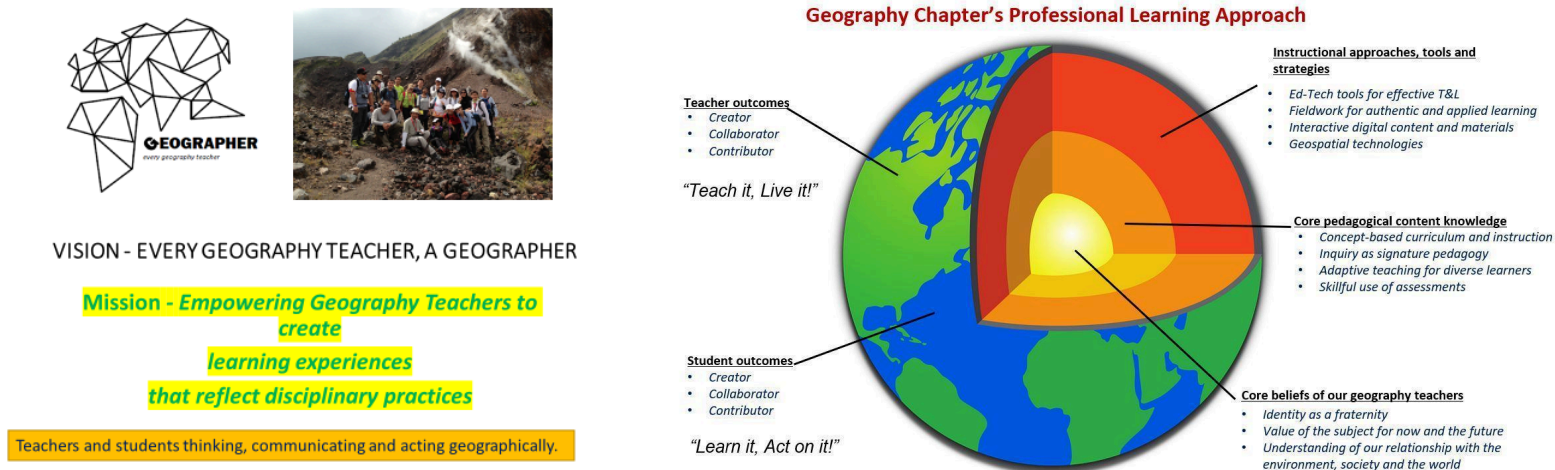 GEOGRAPHER
every geography teacher
VISION - EVERY GEOGRAPHY TEACHER, A GEOGRAPHER
Mission - Empowering Geography Teachers to
create
learning experiences
that reflect disciplinary practices
Teachers and students thinking, communicating and acting geographically.
Geography Chapter's Professional Learning Approach
Teacher outcomes
• Creator
• Collaborator
• Contributor
“Teach it, Live it!”
Student outcomes
• Creator
• Collaborator
• Contributor
“Learn it, Act on it!”
Instructional approaches, tools and
strategies
• Ed-Tech tools for effective T&L
• Fieldwork for authentic and applied learning
• Interactive digital content and materials
• Geospatial technologies
Core pedagogical content knowledge
• Concept-based curriculum and instruction
• Inquiry as signature pedagogy
• Adaptive teaching for diverse learners
• Skillful use of assessments
Core beliefs of our geography teachers
• Identity as a fraternity
• Value of the subject for now and the future
• Understanding of our relationship with the
environment, society and the world